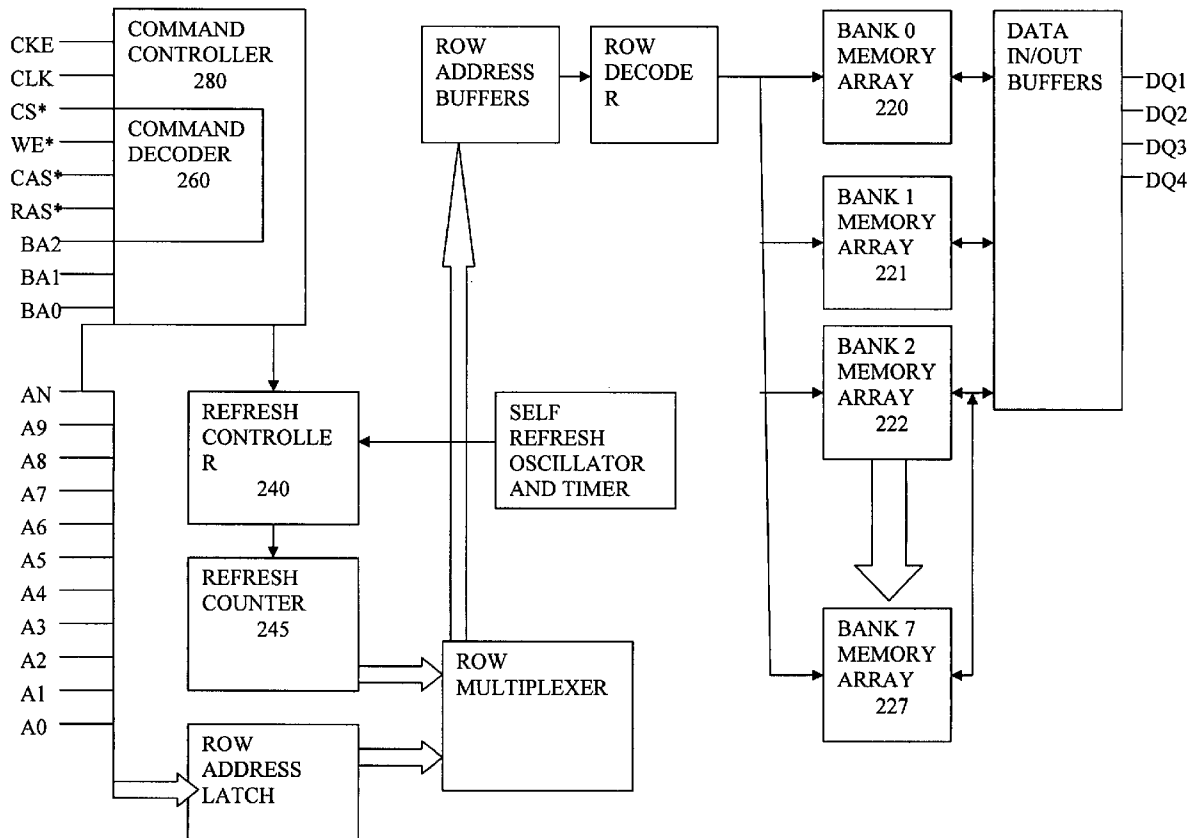 CKE
CLK
CS*
WE*
CAS*
RAS*
BA2
BA1
BA0
AN
A9
A8
A7
A6
A5
A4
A3
A2
A1
A0
COMMAND
CONTROLLER
280
COMMAND
DECODER
260
REFRESH
CONTROLLE
R
240
REFRESH
COUNTER
245
ROW
ADDRESS
LATCH
SELF
REFRESH
OSCILLATOR
AND TIMER
ROW
MULTIPLEXER
ROW
ADDRESS
BUFFERS
ROW
DECODE
R
BANK 0
MEMORY
ARRAY
220
BANK 1
MEMORY
ARRAY
221
BANK 2
MEMORY
ARRAY
222
BANK 7
MEMORY
ARRAY
227
DATA
IN/OUT
BUFFERS
DQ1
DQ2
DQ3
DQ4